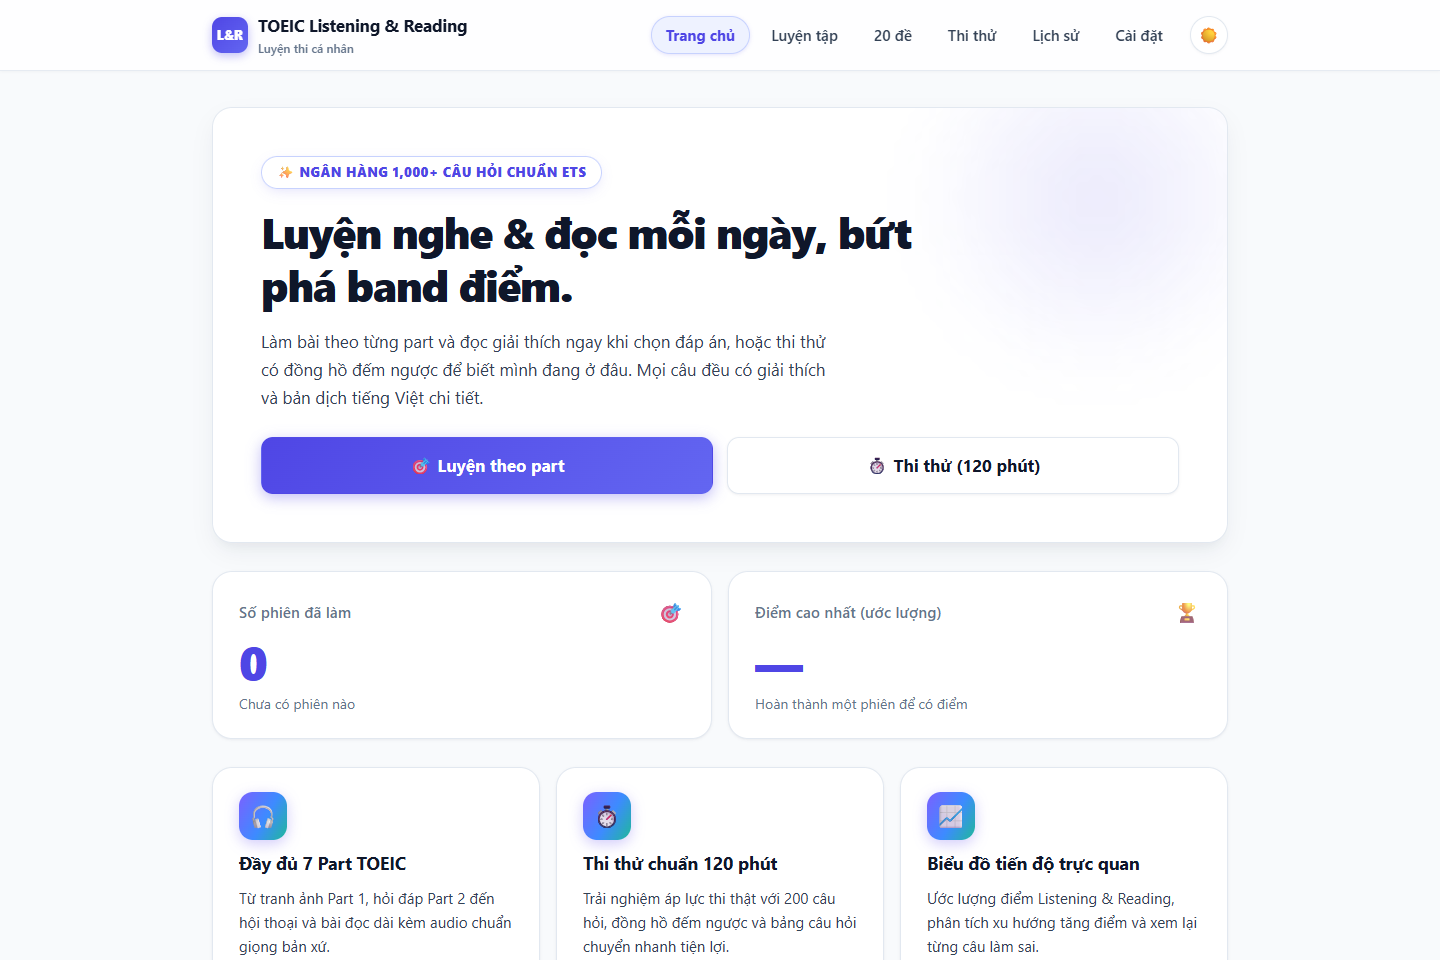 L&R
TOEIC Listening & Reading
Luyện thi cá nhân
Trang chủ
Luyện tập
20 đề
Thi thử
Lịch sử
Cài đặt
NGÂN HÀNG 1,000+ CÂU HỎI CHUẨN ETS
Luyện nghe & đọc mỗi ngày, bứt
phá band điểm.
Làm bài theo từng part và đọc giải thích ngay khi chọn đáp án, hoặc thi thử
có đồng hồ đếm ngược để biết mình đang ở đâu. Mọi câu đều có giải thích
và bản dịch tiếng Việt chi tiết.
Luyện theo part
Thi thử (120 phút)
Số phiên đã làm
0
Chưa có phiên nào
Điểm cao nhất (ước lượng)
—
Hoàn thành một phiên để có điểm
Đầy đủ 7 Part TOEIC
Từ tranh ảnh Part 1, hỏi đáp Part 2 đến
hội thoại và bài đọc dài kèm audio chuẩn
giọng bản xứ.
Thi thử chuẩn 120 phút
Trải nghiệm áp lực thi thật với 200 câu
hỏi, đồng hồ đếm ngược và bảng câu hỏi
chuyển nhanh tiện lợi.
Biểu đồ tiến độ trực quan
Ước lượng điểm Listening & Reading,
phân tích xu hướng tăng điểm và xem lại
từng câu làm sai.